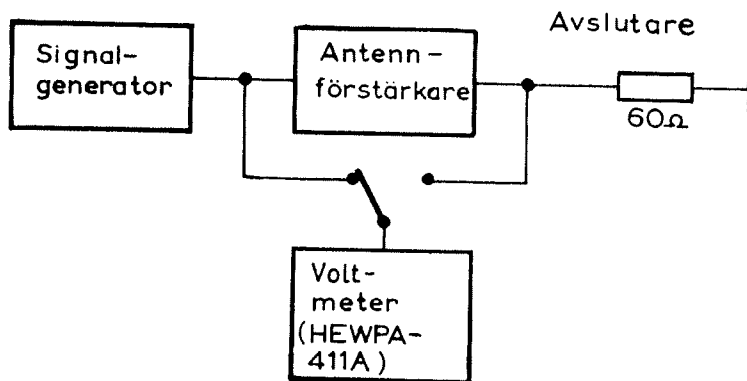 Avslutare
Signal-
generator
Antenn-
förstärkare
60Ω
Volt-
meter
(HEWPA-
411A)